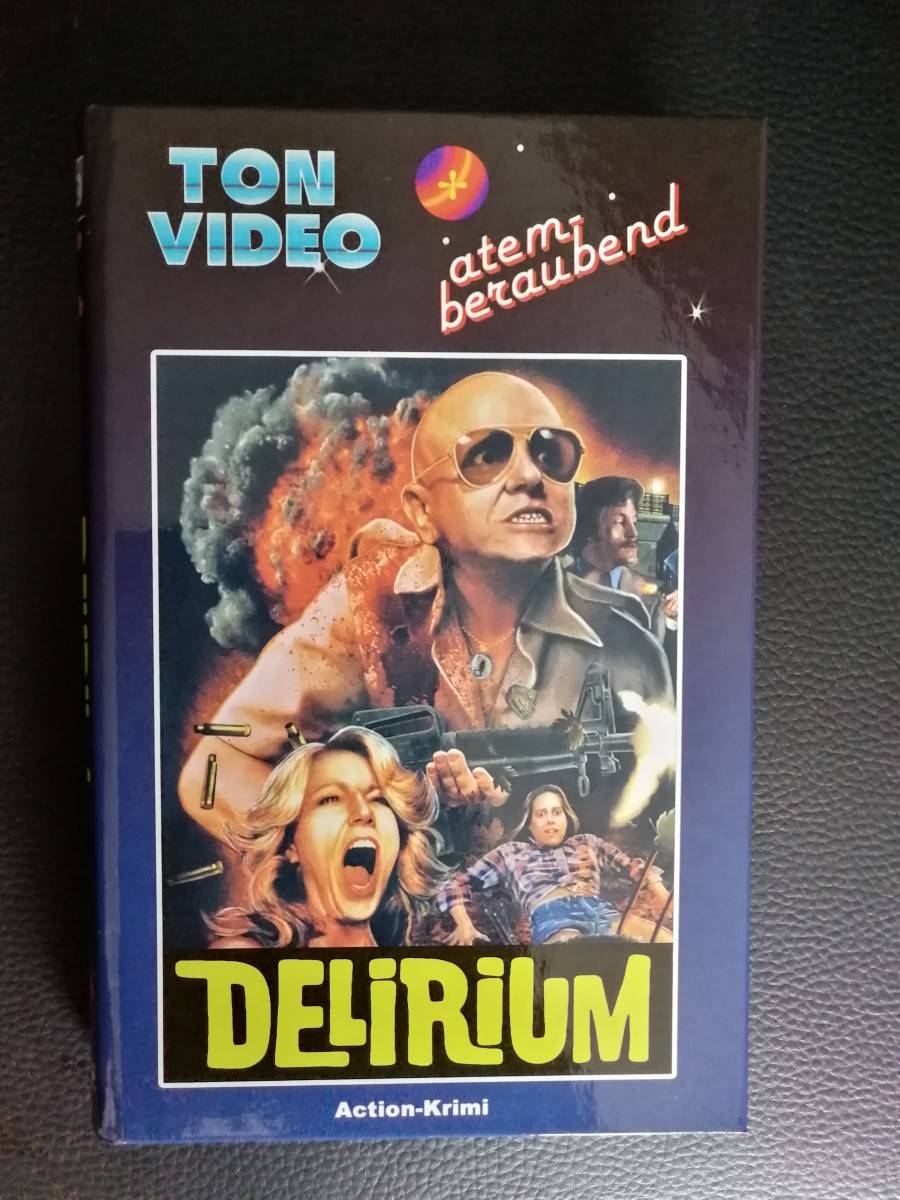 TON
VIDEO
atem-
beraubend
DELiRiUM
Action-Krimi